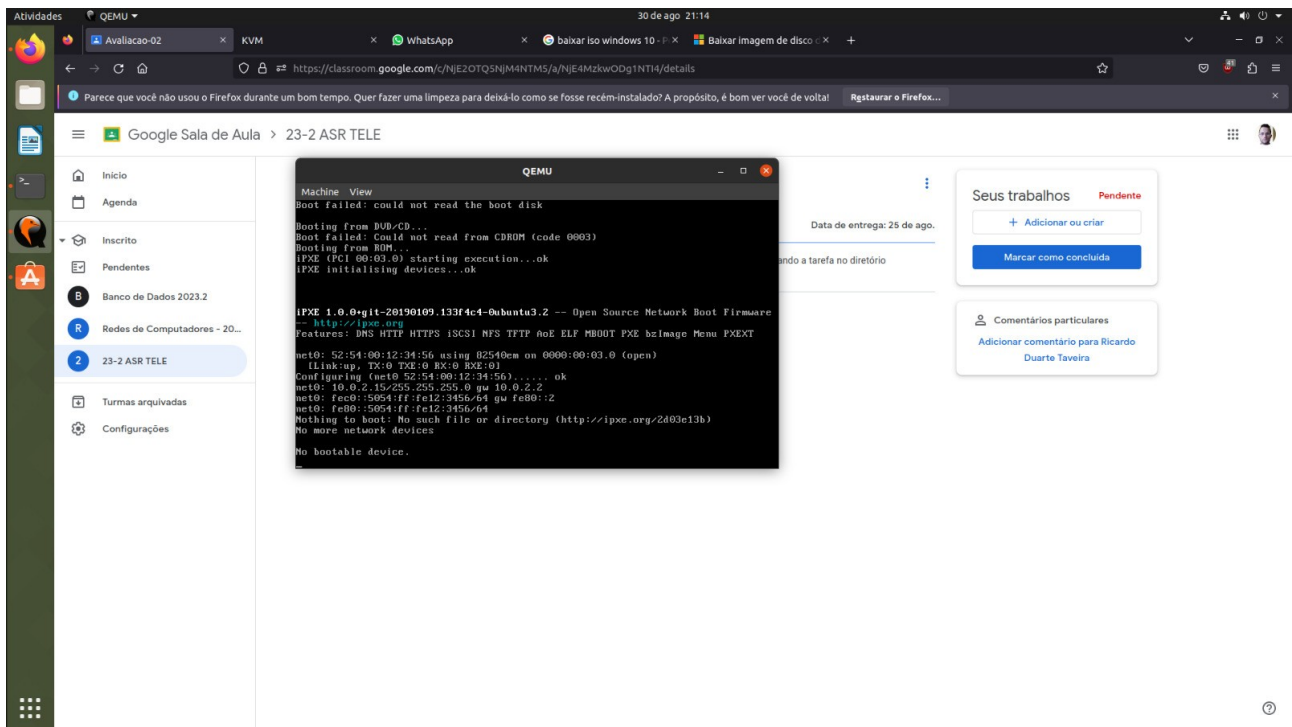 Atividades QEMU 30 de ago 21:14
Avaliacao-02 × KVM × WhatsApp × baixar iso windows 10 - × Baixar imagem de disco × +
https://classroom.google.com/c/NjE2OTQ5NjM4NTM5/a/NjE4MzkwODg1NTI4/details
Parece que você não usou o Firefox durante um bom tempo. Quer fazer uma limpeza para deixá-lo como se fosse recém-instalado? A propósito, é bom ver você de volta! Restaurar o Firefox...
Google Sala de Aula > 23-2 ASR TELE
Início
Agenda
Inscrito
Pendentes
B Banco de Dados 2023.2
R Redes de Computadores - 20...
2 23-2 ASR TELE
Turmas arquivadas
Configurações
QEMU
Machine View
Boot failed: could not read the boot disk
Booting from DVD/CD...
Boot failed: Could not read from CDROM (code 0003)
Booting from ROM...
iPXE (PCI 00:03.0) starting execution...ok
iPXE initialising devices...ok
iPXE 1.0.0+git-20190109.133f4c4-0ubuntu3.2 -- Open Source Network Boot Firmware
-- http://ipxe.org
Features: DNS HTTP HTTPS iSCSI NFS TFTP AoE ELF MBOOT PXE bzImage Menu PXEXT
net0: 52:54:00:12:34:56 using 82540em on 0000:00:03.0 (open)
[Link:up, TX:0 TXE:0 RX:0 RXE:0]
Configuring (net0 52:54:00:12:34:56)...... ok
net0: 10.0.2.15/255.255.255.0 gw 10.0.2.2
net0: fec0::5054:ff:fe12:3456/64 gw fe80::2
net0: fe80::5054:ff:fe12:3456/64
Nothing to boot: No such file or directory (http://ipxe.org/2d03e13b)
No more network devices
No bootable device.
Data de entrega: 25 de ago.
ando a tarefa no diretório
Seus trabalhos Pendente
+ Adicionar ou criar
Marcar como concluída
Comentários particulares
Adicionar comentário para Ricardo
Duarte Taveira